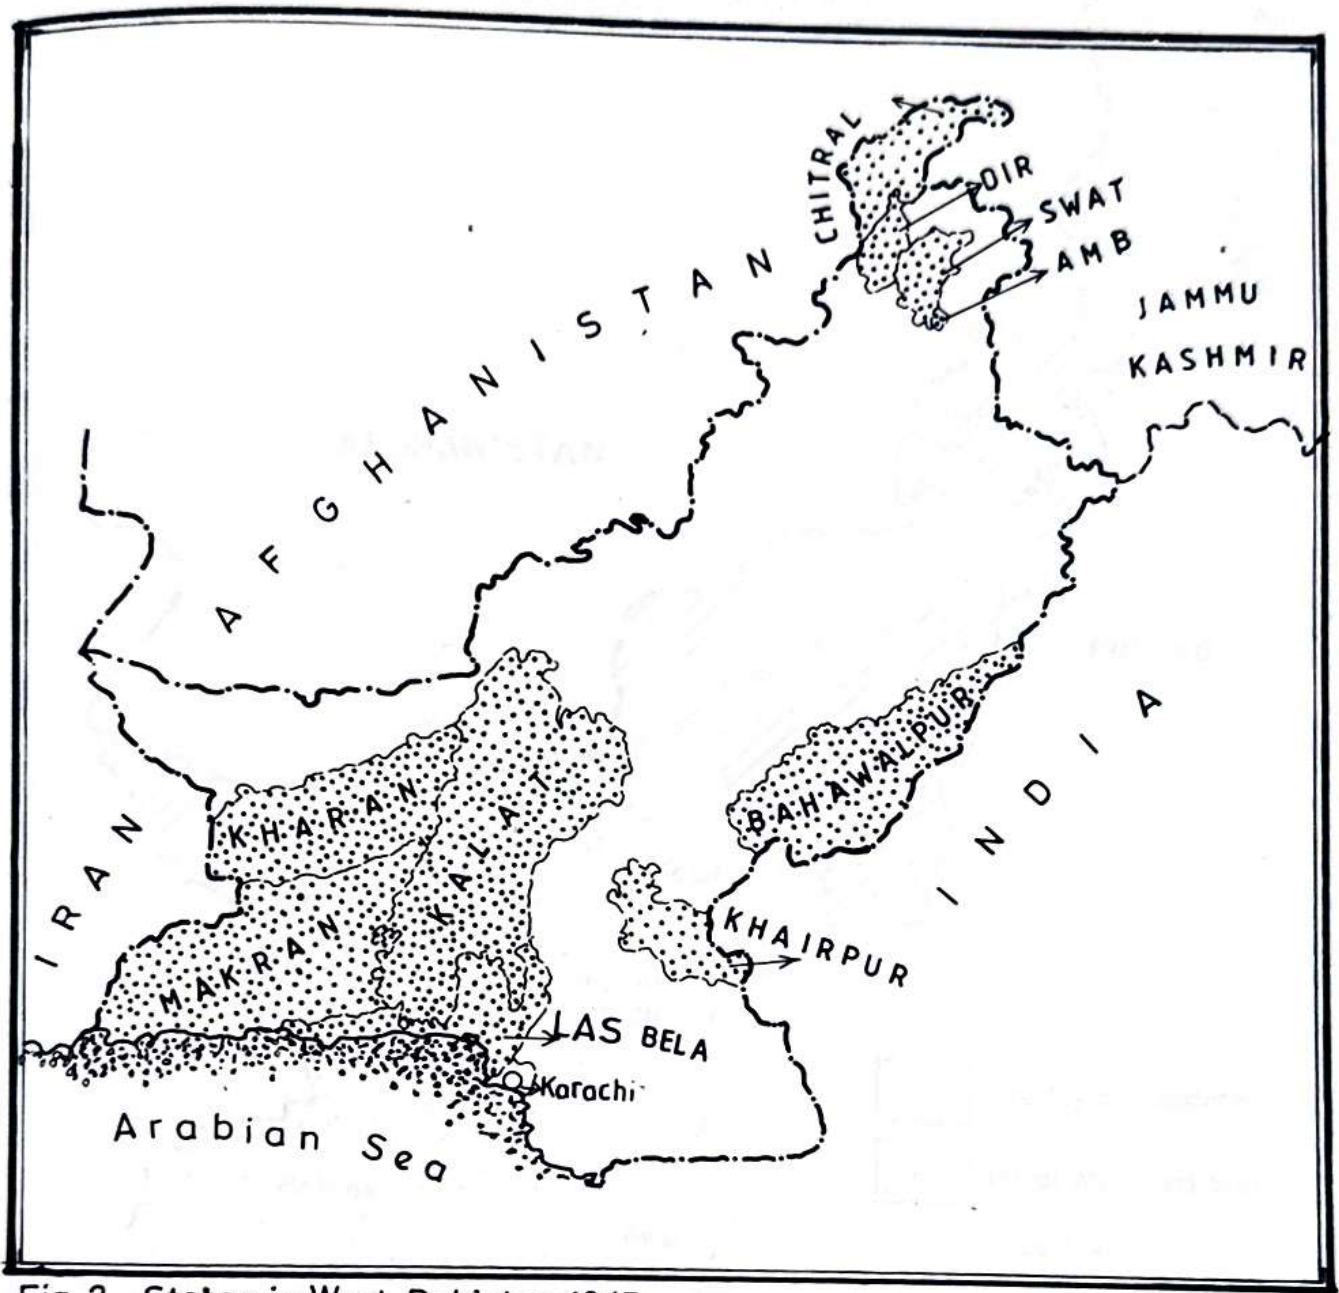 CHITRAL
DIR
SWAT
AMB
JAMMU
KASHMIR
AFGHANISTAN
IRAN
INDIA
KHARAN
KALAT
MAKRAN
BAHAWALPUR
KHAIRPUR
LAS BELA
Karachi
Arabian Sea